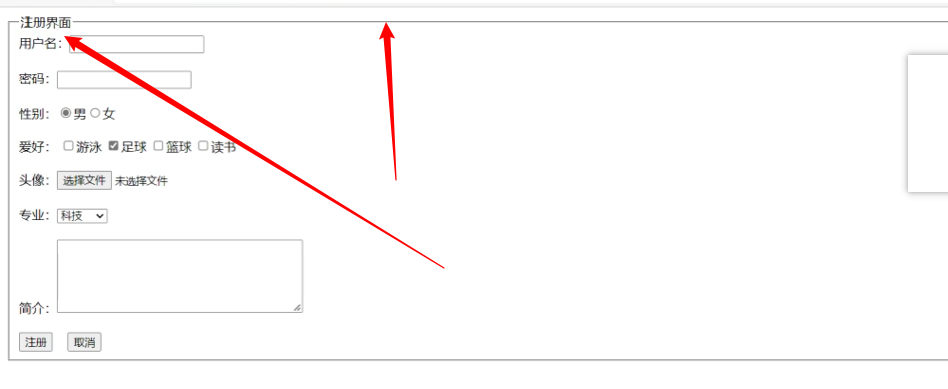 注册界面
用户名：
密码：
性别： 男 女
爱好： 游泳 足球 篮球 读书
头像： 选择文件 未选择文件
专业： 科技
简介：
注册 取消